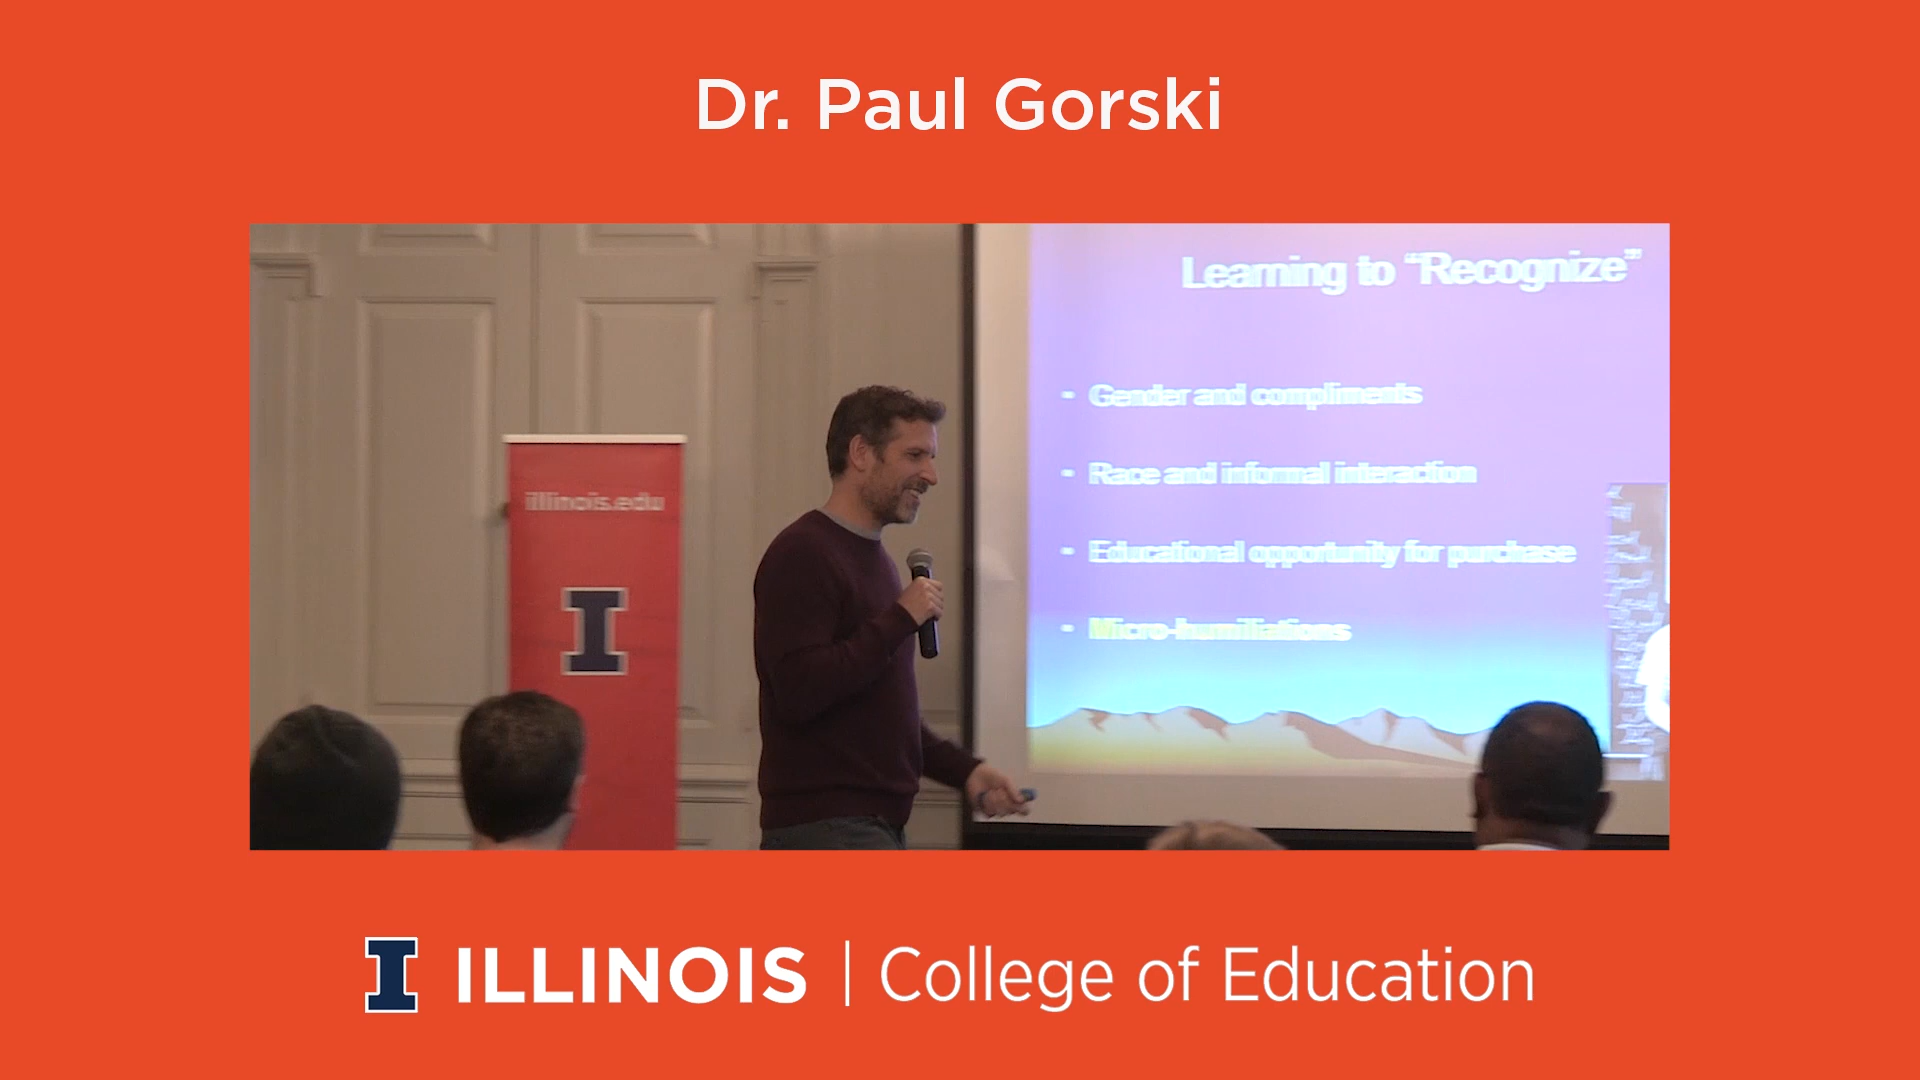 Dr. Paul Gorski
Learning to "Recognize"
- Gender and compliments
- Race and informal interaction
- Educational opportunity for purchase
- Micro-humiliations
illinois.edu
I
I ILLINOIS | College of Education